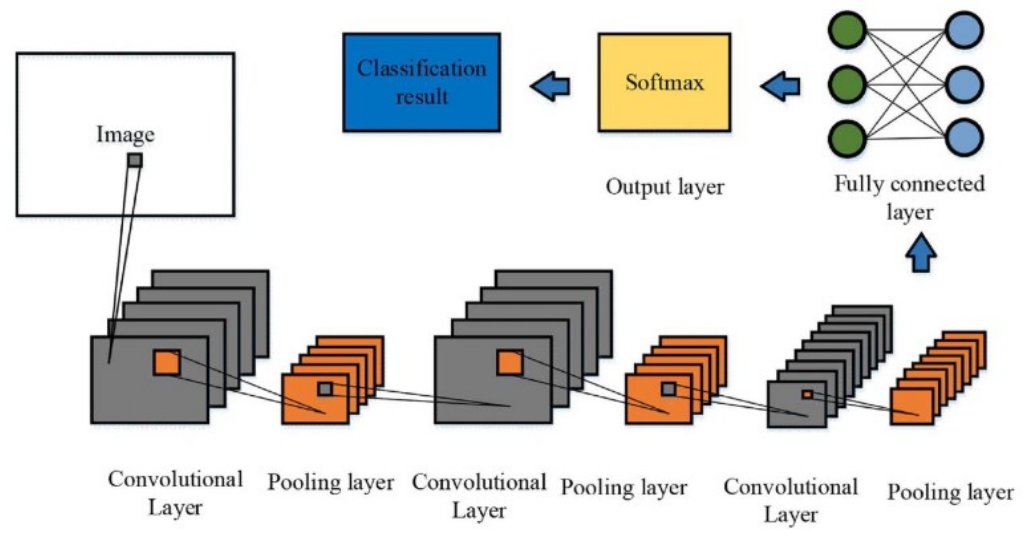 Image
Classification
result
Softmax
Output layer
Fully connected
layer
Convolutional
Layer
Pooling layer
Convolutional
Layer
Pooling layer
Convolutional
Layer
Pooling layer